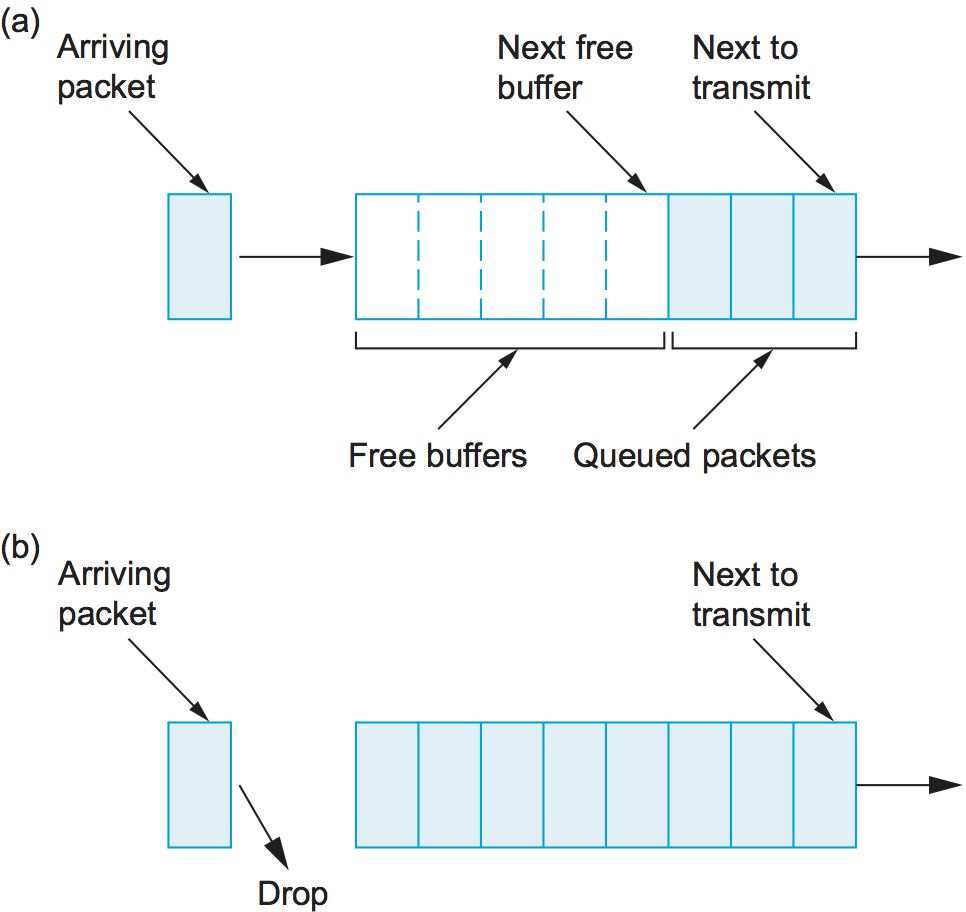 (a)
Arriving
packet
Next free
buffer
Next to
transmit
Free buffers
Queued packets
(b)
Arriving
packet
Next to
transmit
Drop